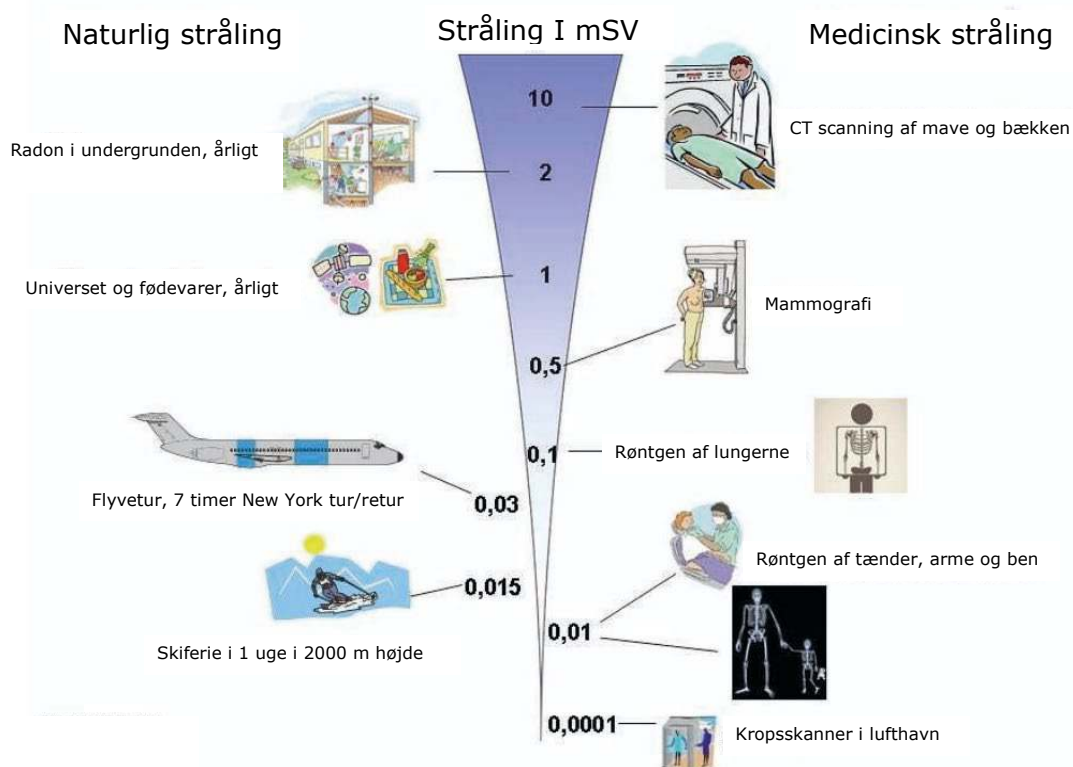 Naturlig stråling
Stråling I mSV
Medicinsk stråling
10
CT scanning af mave og bækken
Radon i undergrunden, årligt
2
Universet og fødevarer, årligt
1
Mammografi
0,5
0,1
Røntgen af lungerne
Flyvetur, 7 timer New York tur/retur
0,03
Røntgen af tænder, arme og ben
0,015
0,01
Skiferie i 1 uge i 2000 m højde
0,0001
Kropsskanner i lufthavn